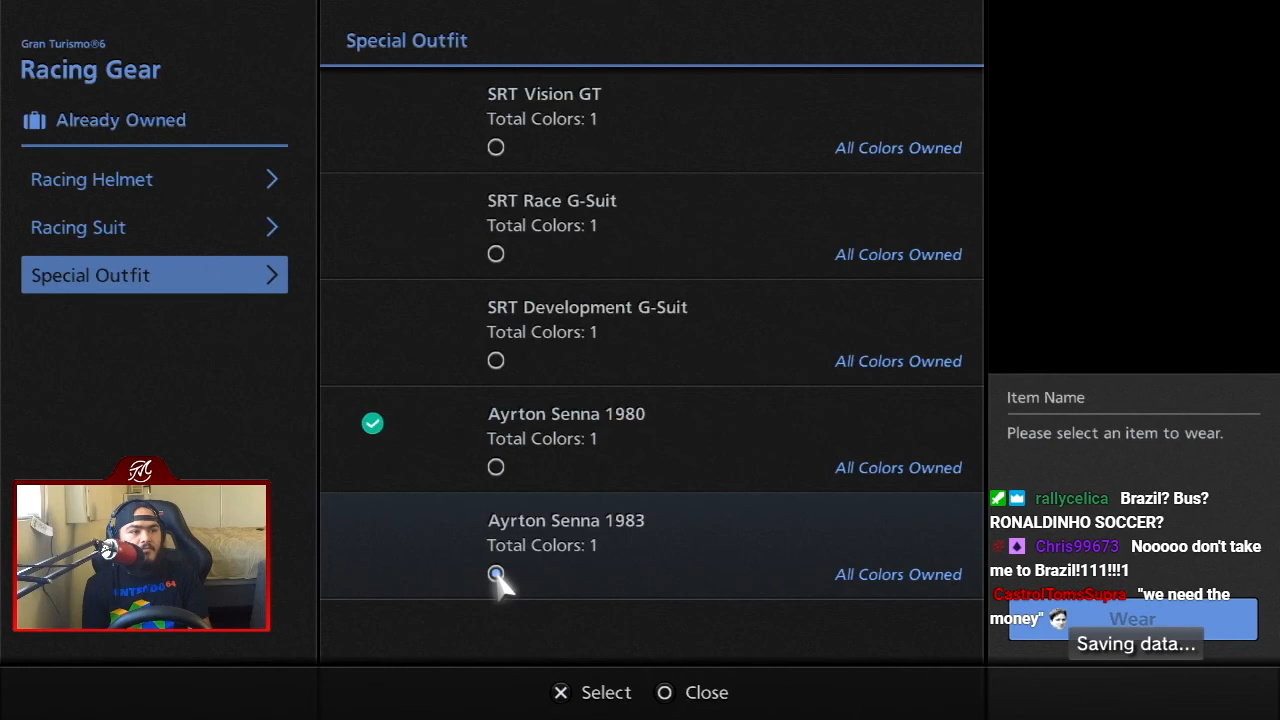 Gran Turismo®6
Racing Gear
Already Owned
Racing Helmet
Racing Suit
Special Outfit
Special Outfit
SRT Vision GT
Total Colors: 1
All Colors Owned
SRT Race G-Suit
Total Colors: 1
All Colors Owned
SRT Development G-Suit
Total Colors: 1
All Colors Owned
Ayrton Senna 1980
Total Colors: 1
All Colors Owned
Ayrton Senna 1983
Total Colors: 1
All Colors Owned
Item Name
Please select an item to wear.
rallycelica Brazil? Bus?
RONALDINHO SOCCER?
Chris99673 Nooooo don't take
me to Brazil!111!!!1
CastrolTomsSupra "we need the
money"
Wear
Saving data...
Select
Close
NINTENDO64